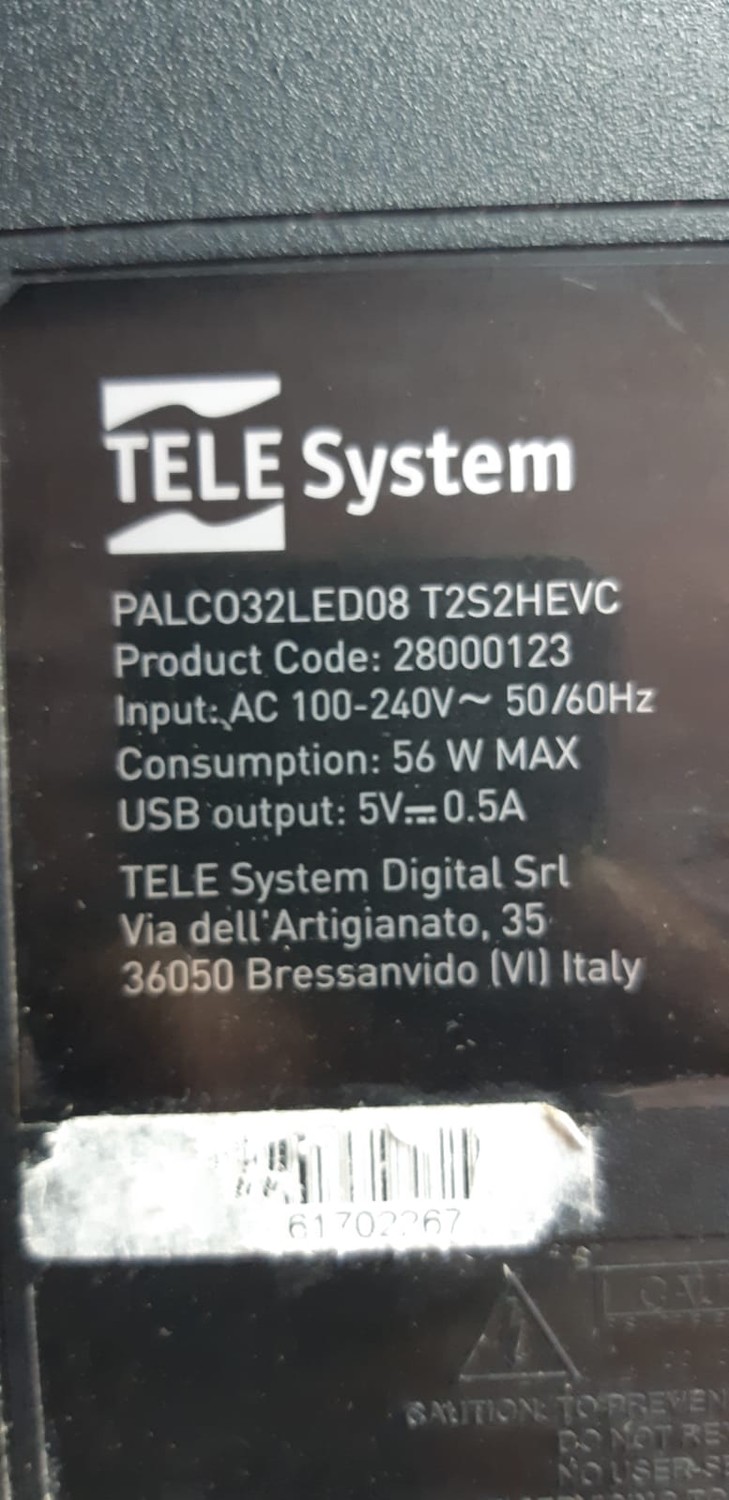 TELE System
PALCO32LED08 T2S2HEVC
Product Code: 28000123
Input: AC 100-240V~ 50/60Hz
Consumption: 56 W MAX
USB output: 5V⎓0.5A
TELE System Digital Srl
Via dell'Artigianato, 35
36050 Bressanvido (VI) Italy
CAUTION: TO PREVEN
DO NOT RE
NO USER-SE